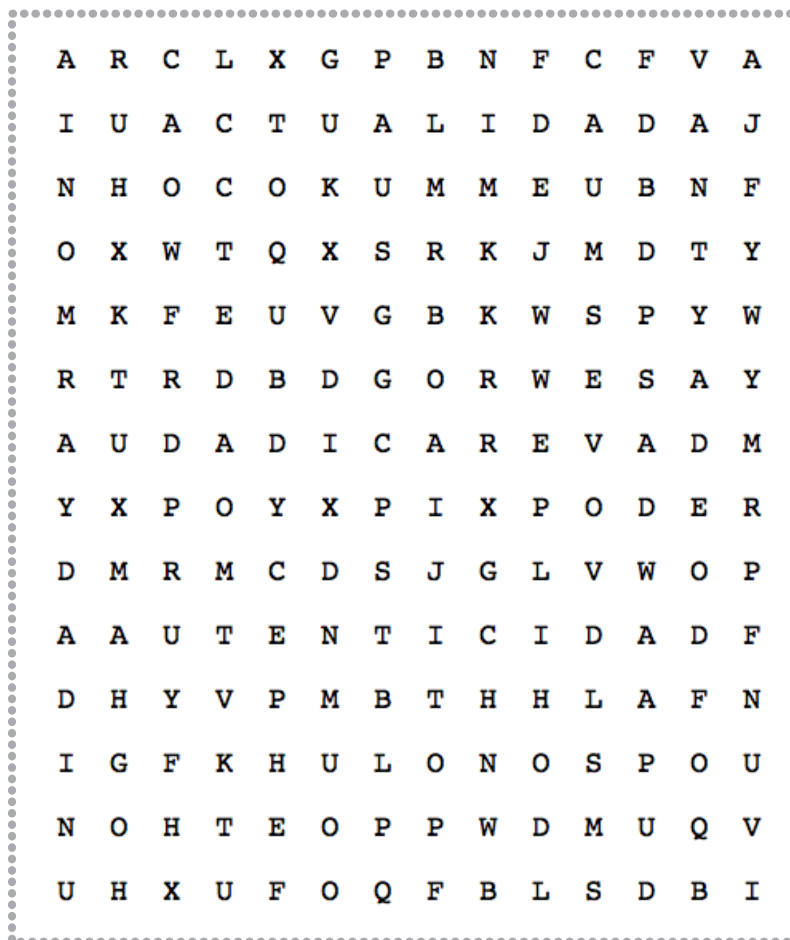 A R C L X G P B N F C F V A
I U A C T U A L I D A D A J
N H O C O K U M M E U B N F
O X W T Q X S R K J M D T Y
M K F E U V G B K W S P Y W
R T R D B D G O R W E S A Y
A U D A D I C A R E V A D M
Y X P O Y X P I X P O D E R
D M R M C D S J G L V W O P
A A U T E N T I C I D A D F
D H Y V P M B T H H L A F N
I G F K H U L O N O S P O U
N O H T E O P P W D M U Q V
U H X U F O Q F B L S D B I